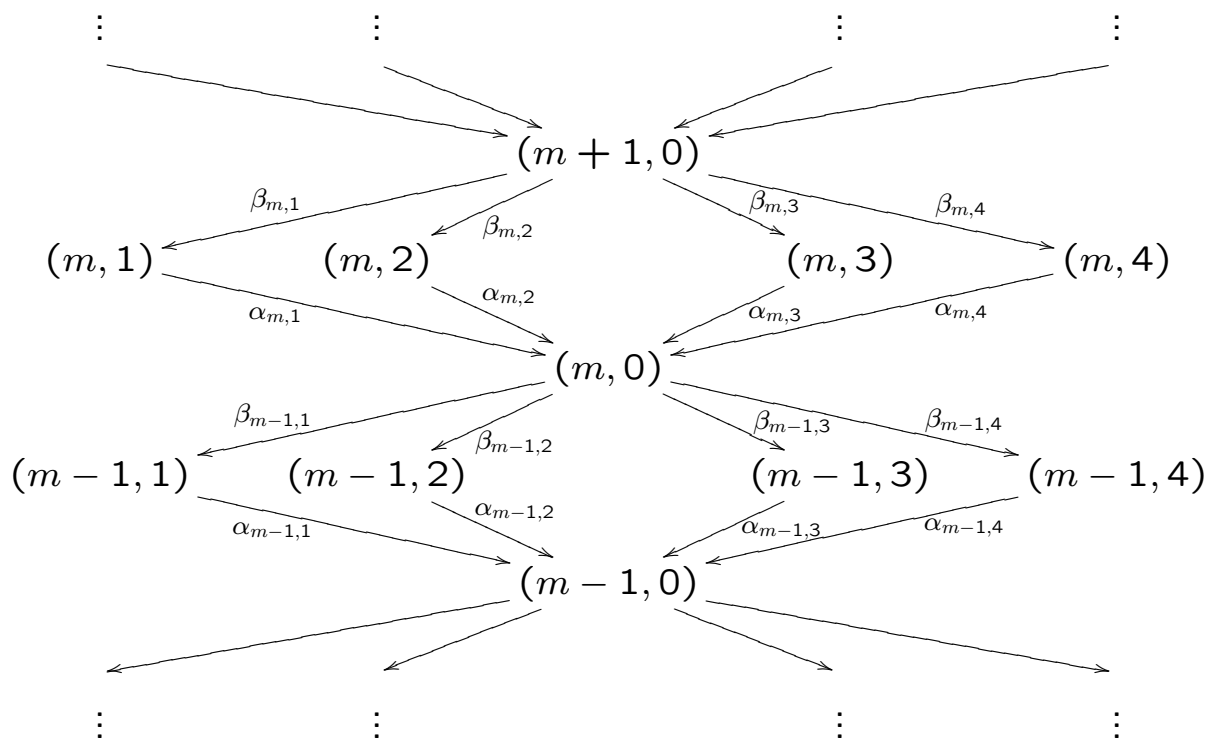 ⋮ ⋮ ⋮ ⋮
(m + 1, 0)
β_{m,1} β_{m,2} β_{m,3} β_{m,4}
(m, 1) (m, 2) (m, 3) (m, 4)
α_{m,1} α_{m,2} α_{m,3} α_{m,4}
(m, 0)
β_{m−1,1} β_{m−1,2} β_{m−1,3} β_{m−1,4}
(m − 1, 1) (m − 1, 2) (m − 1, 3) (m − 1, 4)
α_{m−1,1} α_{m−1,2} α_{m−1,3} α_{m−1,4}
(m − 1, 0)
⋮ ⋮ ⋮ ⋮